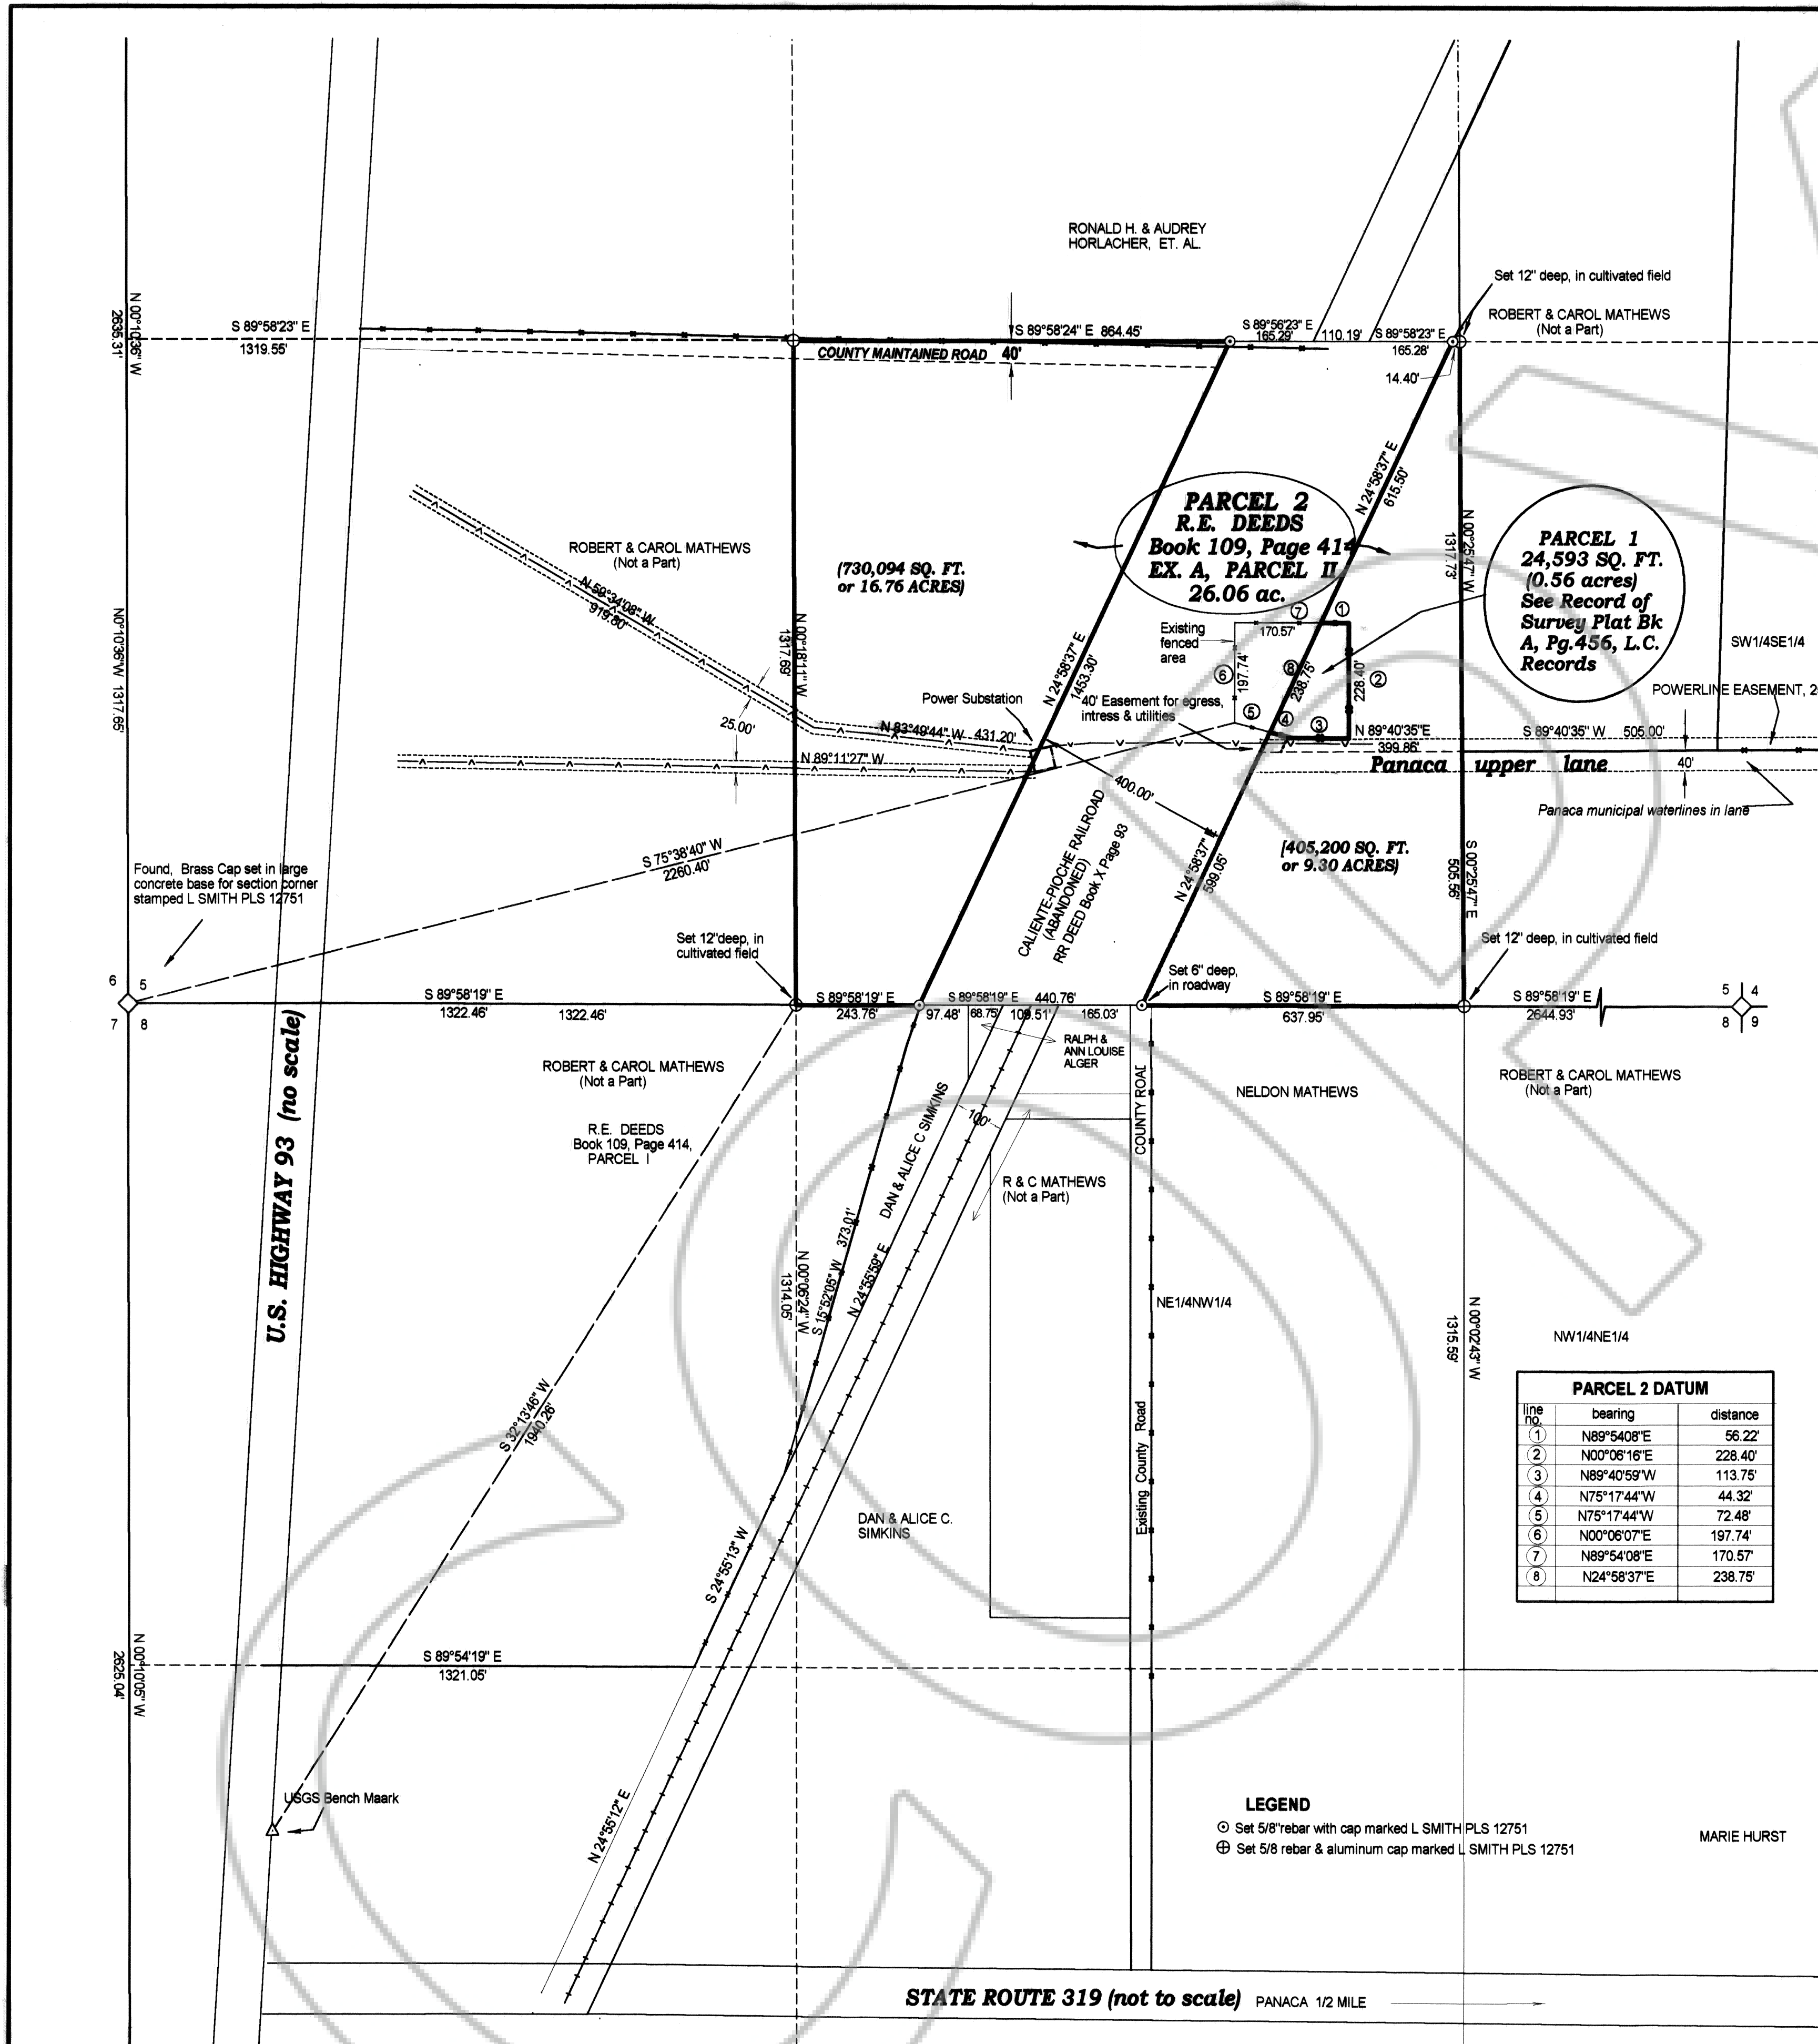 RONALD H. & AUDREY
HORLACHER, ET. AL.
Set 12" deep, in cultivated field
ROBERT & CAROL MATHEWS
(Not a Part)
N 00°10'36" W
2635.31'
S 89°58'23" E
1319.55'
S 89°58'24" E 864.45'
S 89°56'23" E
165.29'
110.19'
S 89°58'23" E
165.28'
14.40'
COUNTY MAINTAINED ROAD 40'
N 24°58'37" E
615.50'
PARCEL 2
R.E. DEEDS
Book 109, Page 414
EX. A, PARCEL II
26.06 ac.
N 00°25'47" W
1317.73'
PARCEL 1
24,593 SQ. FT.
(0.56 acres)
See Record of
Survey Plat Bk
A, Pg.456, L.C.
Records
ROBERT & CAROL MATHEWS
(Not a Part)
(730,094 SQ. FT.
or 16.76 ACRES)
N 59°34'08" W
919.80'
N 00°18'11" W
1317.69'
N0°10'36"W 1317.65'
N 24°58'37" E
1453.30'
Existing
fenced
area
7
1
170.57'
6
197.74'
8
238.75'
228.40'
2
5
4
3
SW1/4SE1/4
POWERLINE EASEMENT, 2
Power Substation
40' Easement for egress,
intress & utilities
25.00'
N 83°49'44" W 431.20'
N 89°11'27" W
N 89°40'35"E
399.86'
S 89°40'35" W 505.00'
Panaca upper lane
40'
Panaca municipal waterlines in lane
400.00'
S 75°38'40" W
2260.40'
CALIENTE-PIOCHE RAILROAD
(ABANDONED)
RR DEED Book X Page 93
N 24°58'37" E
599.05'
[405,200 SQ. FT.
or 9.30 ACRES)
S 00°25'47" E
505.56'
Found, Brass Cap set in large
concrete base for section corner
stamped L SMITH PLS 12751
Set 12"deep, in
cultivated field
Set 6" deep,
in roadway
Set 12" deep, in cultivated field
6 5
7 8
S 89°58'19" E
1322.46'
1322.46'
S 89°58'19" E
243.76'
S 89°58'19" E 440.76'
97.48'
68.75'
109.51'
165.03'
S 89°58'19" E
637.95'
S 89°58'19" E
2644.93'
5 4
8 9
U.S. HIGHWAY 93 (no scale)
ROBERT & CAROL MATHEWS
(Not a Part)
R.E. DEEDS
Book 109, Page 414,
PARCEL I
RALPH &
ANN LOUISE
ALGER
100'
DAN & ALICE C SIMKINS
COUNTY ROAD
NELDON MATHEWS
ROBERT & CAROL MATHEWS
(Not a Part)
R & C MATHEWS
(Not a Part)
N 00°06'24" W
1314.05'
S 15°52'05" W 373.01'
N 24°55'59" E
NE1/4NW1/4
N 00°02'43" W
1315.59'
NW1/4NE1/4
S 32°13'46" W
1940.26'
Existing County Road
PARCEL 2 DATUM
line no. bearing distance
1 N89°5408"E 56.22'
2 N00°06'16"E 228.40'
3 N89°40'59"W 113.75'
4 N75°17'44"W 44.32'
5 N75°17'44"W 72.48'
6 N00°06'07"E 197.74'
7 N89°54'08"E 170.57'
8 N24°58'37"E 238.75'
DAN & ALICE C.
SIMKINS
S 24°55'13" W
N 00°10'05" W
2625.04'
S 89°54'19" E
1321.05'
USGS Bench Maark
N 24°55'12" E
LEGEND
Set 5/8"rebar with cap marked L SMITH PLS 12751
Set 5/8 rebar & aluminum cap marked L SMITH PLS 12751
MARIE HURST
STATE ROUTE 319 (not to scale) PANACA 1/2 MILE